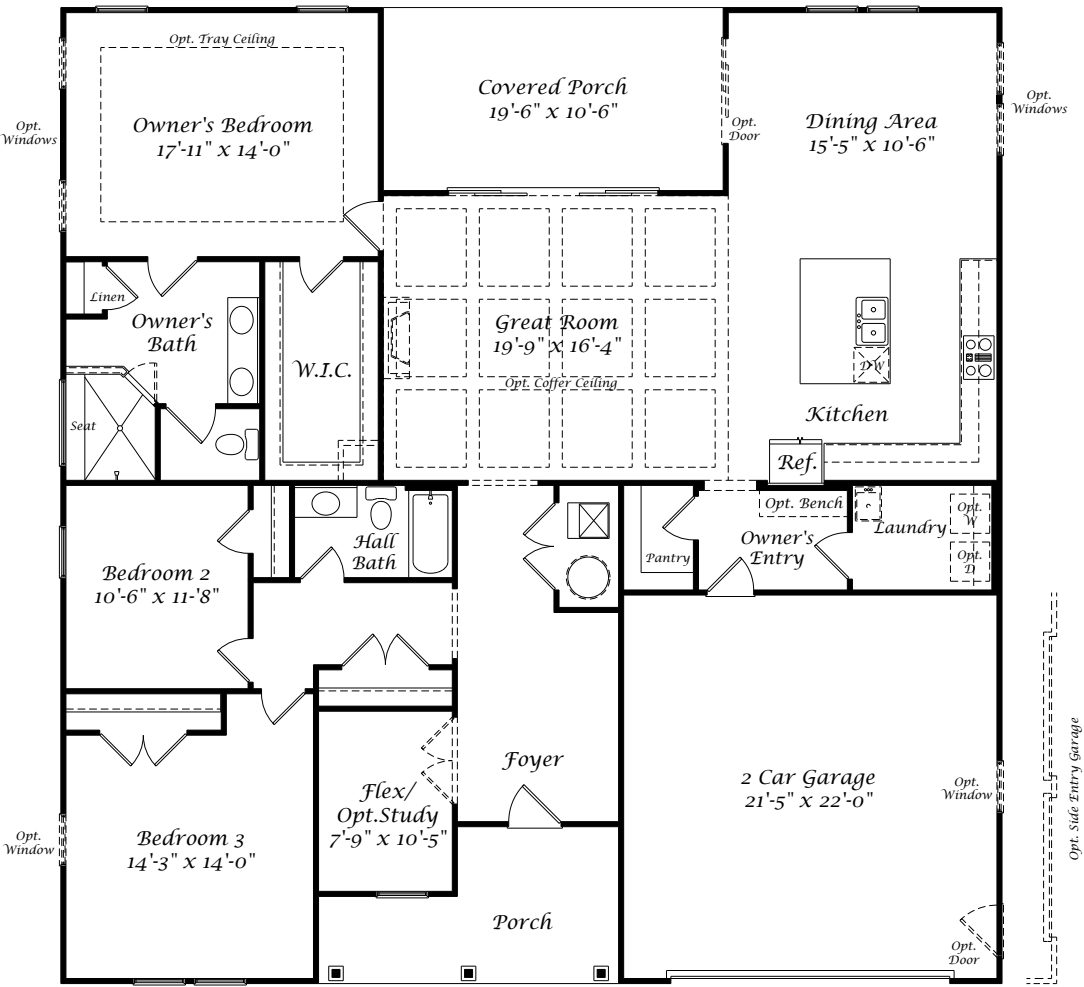 Opt. Tray Ceiling
Owner's Bedroom
17'-11" x 14'-0"
Opt.
Windows
Covered Porch
19'-6" x 10'-6"
Opt.
Door
Dining Area
15'-5" x 10'-6"
Opt.
Windows
Linen
Owner's
Bath
Seat
W.I.C.
Great Room
19'-9" x 16'-4"
Opt. Coffer Ceiling
D-W
Kitchen
Ref.
Hall
Bath
Bedroom 2
10'-6" x 11-'8"
Pantry
Opt. Bench
Owner's
Entry
Laundry
Opt.
W
Opt.
D
Foyer
Flex/
Opt.Study
7'-9" x 10'-5"
Bedroom 3
14'-3" x 14'-0"
Opt.
Window
Porch
2 Car Garage
21'-5" x 22'-0"
Opt.
Window
Opt.
Door
Opt. Side Entry Garage